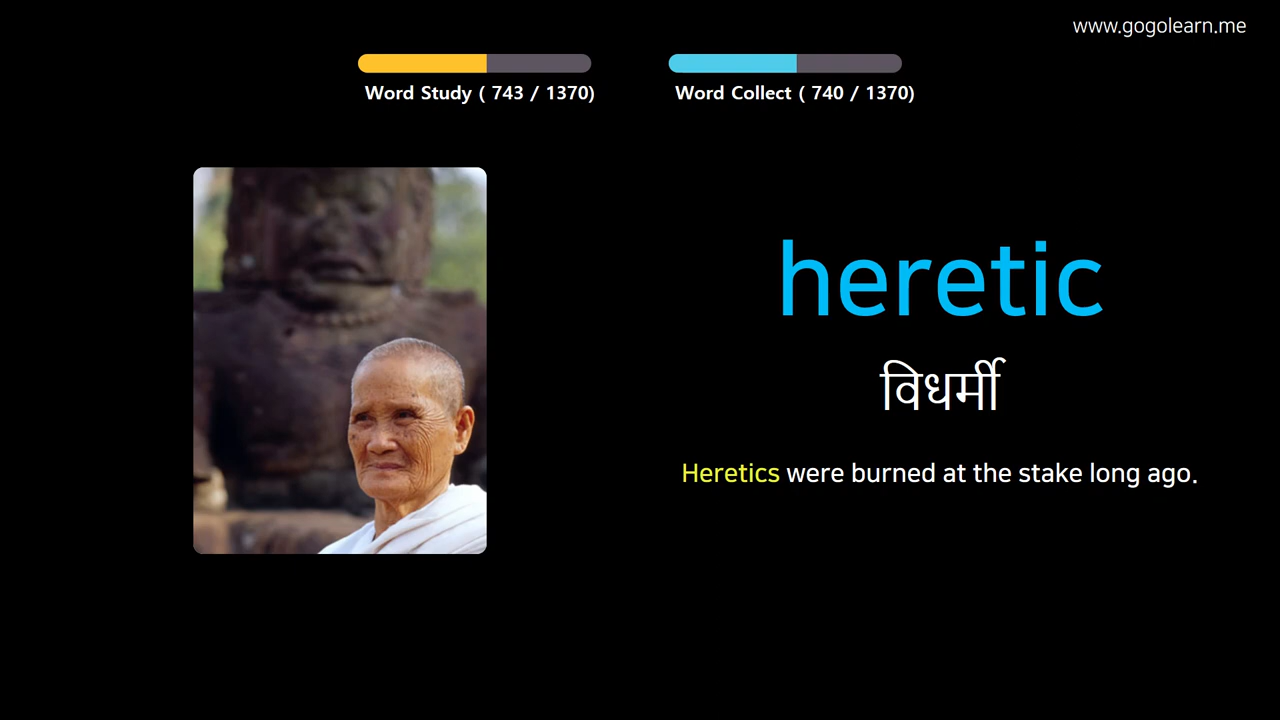 www.gogolearn.me
Word Study ( 743 / 1370)
Word Collect ( 740 / 1370)
heretic
विधर्मी
Heretics were burned at the stake long ago.